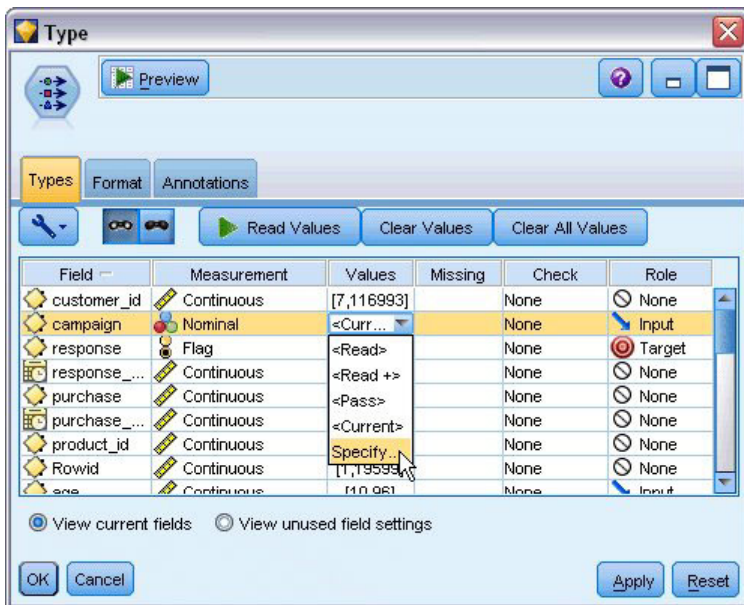 Type
Preview
Types Format Annotations
Read Values Clear Values Clear All Values
Field Measurement Values Missing Check Role
customer_id Continuous [7,116993] None None
campaign Nominal <Curr... None Input
response Flag <Read> None Target
response_... Continuous <Read +> None None
purchase Continuous <Pass> None None
purchase_... Continuous <Current> None None
product_id Continuous Specify... None None
Rowid Continuous None None
age Continuous [10,96] None Input
View current fields View unused field settings
OK Cancel Apply Reset